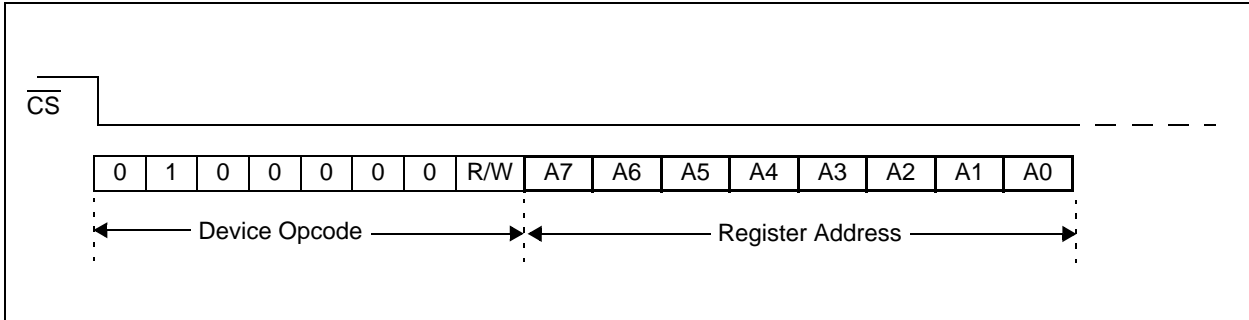 CS
0 1 0 0 0 0 0 R/W A7 A6 A5 A4 A3 A2 A1 A0
Device Opcode Register Address